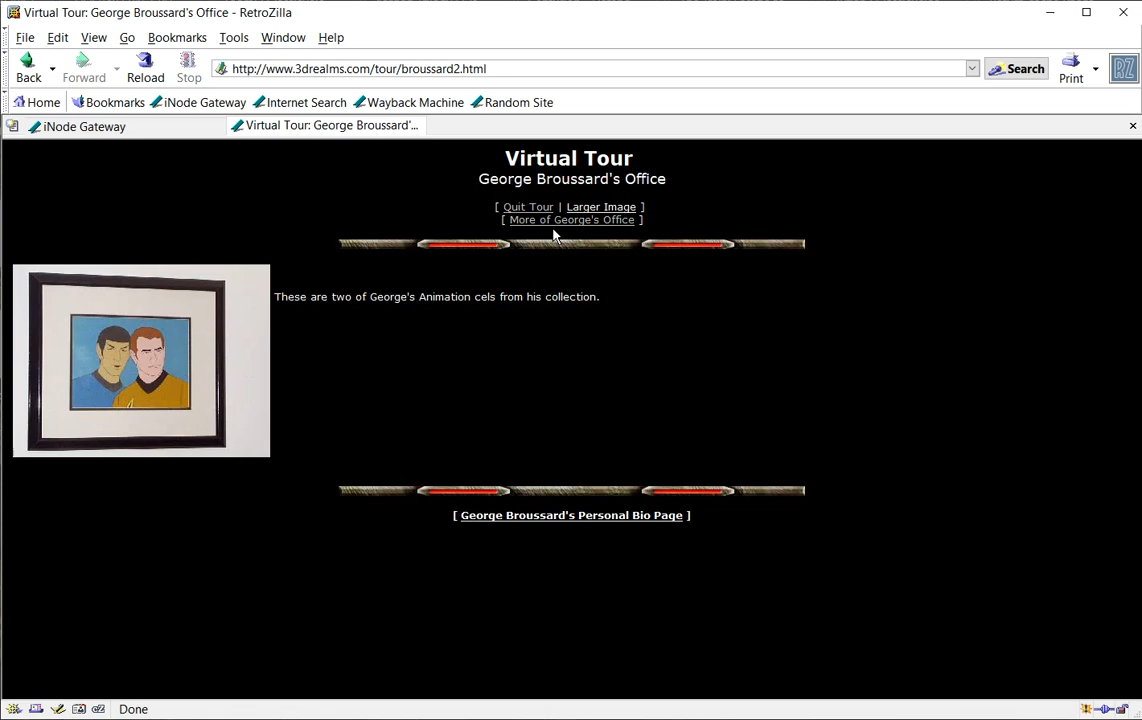 Virtual Tour: George Broussard's Office - RetroZilla
File Edit View Go Bookmarks Tools Window Help
Back Forward Reload Stop http://www.3drealms.com/tour/broussard2.html Search Print RZ
Home Bookmarks iNode Gateway Internet Search Wayback Machine Random Site
iNode Gateway Virtual Tour: George Broussard'...
Virtual Tour
George Broussard's Office
[ Quit Tour | Larger Image ]
[ More of George's Office ]
These are two of George's Animation cels from his collection.
[ George Broussard's Personal Bio Page ]
Done